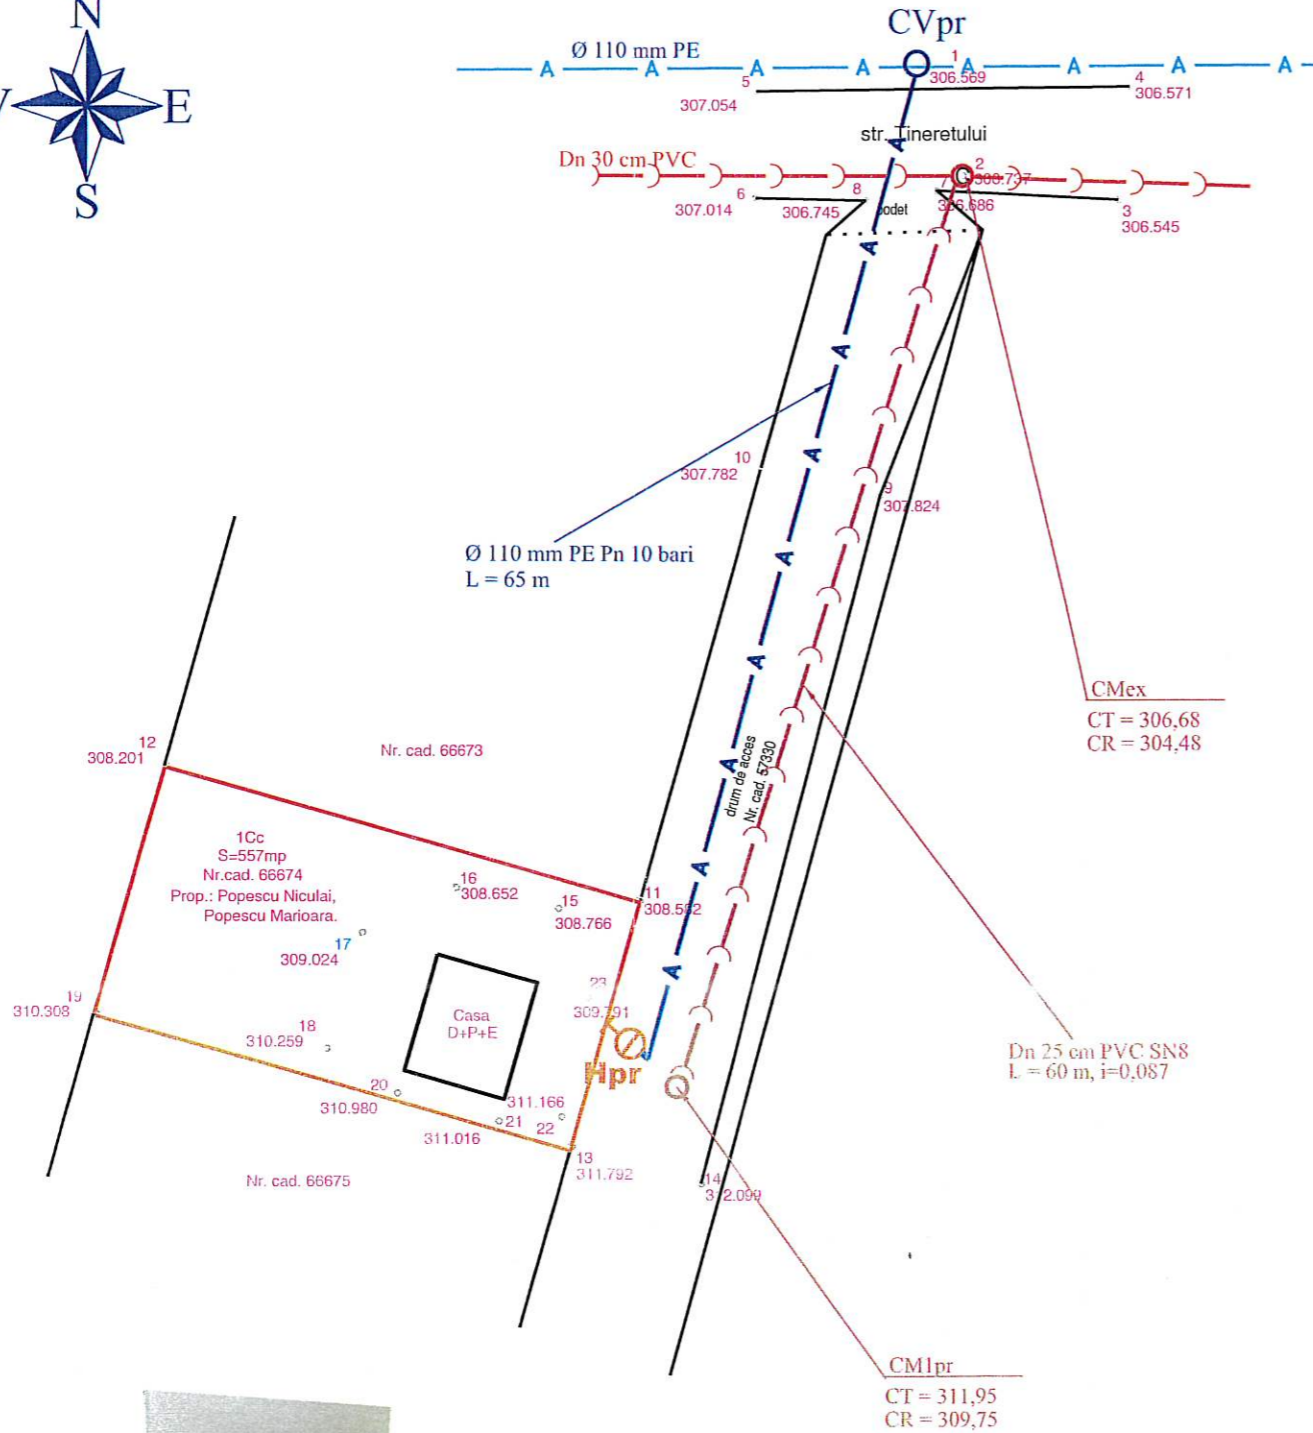 N
E
S
CVpr
Ø 110 mm PE
A A A A A A A A
1
306.569
5
307.054
4
306.571
str. Tineretului
Dn 30 cm PVC
2
6
307.014
8
306.745
podet
7
3
306.545
10
307.782
9
307.824
Ø 110 mm PE Pn 10 bari
L = 65 m
A A A A A A A A A
CMex
CT = 306,68
CR = 304,48
drum de acces
Nr. cad. 57330
12
308.201
Nr. cad. 66673
1Cc
S=557mp
Nr.cad. 66674
Prop.: Popescu Niculai,
Popescu Marioara.
16
308.652
15
308.766
11
17
309.024
23
19
310.308
18
310.259
Casa
D+P+E
Hpr
20
310.980
311.166
21
311.016
22
13
311.792
14
Nr. cad. 66675
Dn 25 cm PVC SN8
L = 60 m, i=0,087
CM1pr
CT = 311,95
CR = 309,75